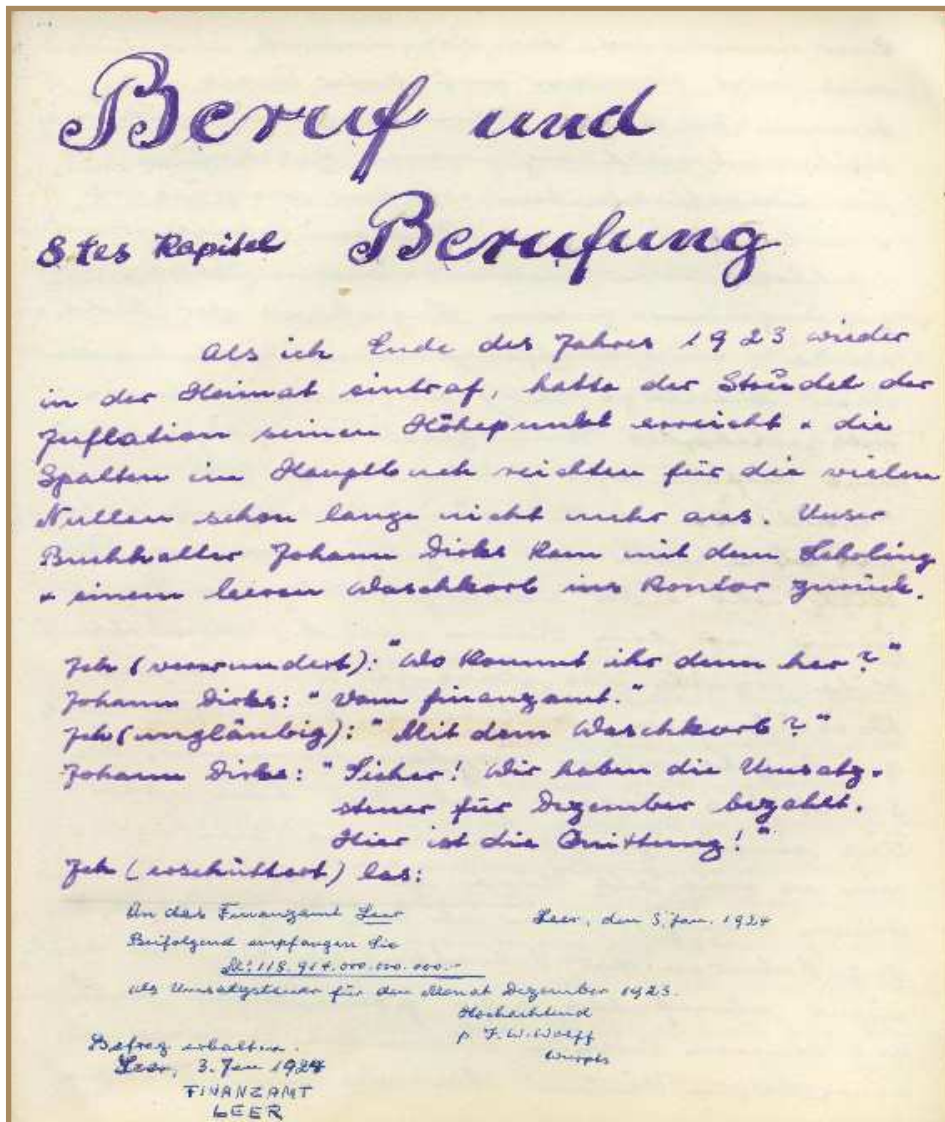 Beruf und
8tes Kapitel Berufung
Als ich Ende des Jahres 1923 wieder
in der Heimat eintraf, hatte der Strudel der
Inflation seinen Höhepunkt erreicht & die
Spalten im Hauptbuch reichten für die vielen
Nullen schon lange nicht mehr aus. Unser
Buchhalter Johann Dirks kam mit dem Lehrling
& einem leeren Waschkorb ins Kontor zurück.
Ich (verwundert): "Wo kommt ihr denn her?"
Johann Dirks: "Vom Finanzamt."
Ich (ungläubig): "Mit dem Waschkorb?"
Johann Dirks: "Sicher! Wir haben die Umsatz-
steuer für Dezember bezahlt.
Hier ist die Quittung!"
Ich (erschüttert) las:
An das Finanzamt Leer
Leer, den 3. Jan. 1924
Beifolgend empfangen Sie
118.914.000.000.000.-
als Umsatzsteuer für den Monat Dezember 1923.
Hochachtend
p. F.W. Wolff
Betrag erhalten.
Leer, 3. Jan 1924
FINANZAMT
LEER